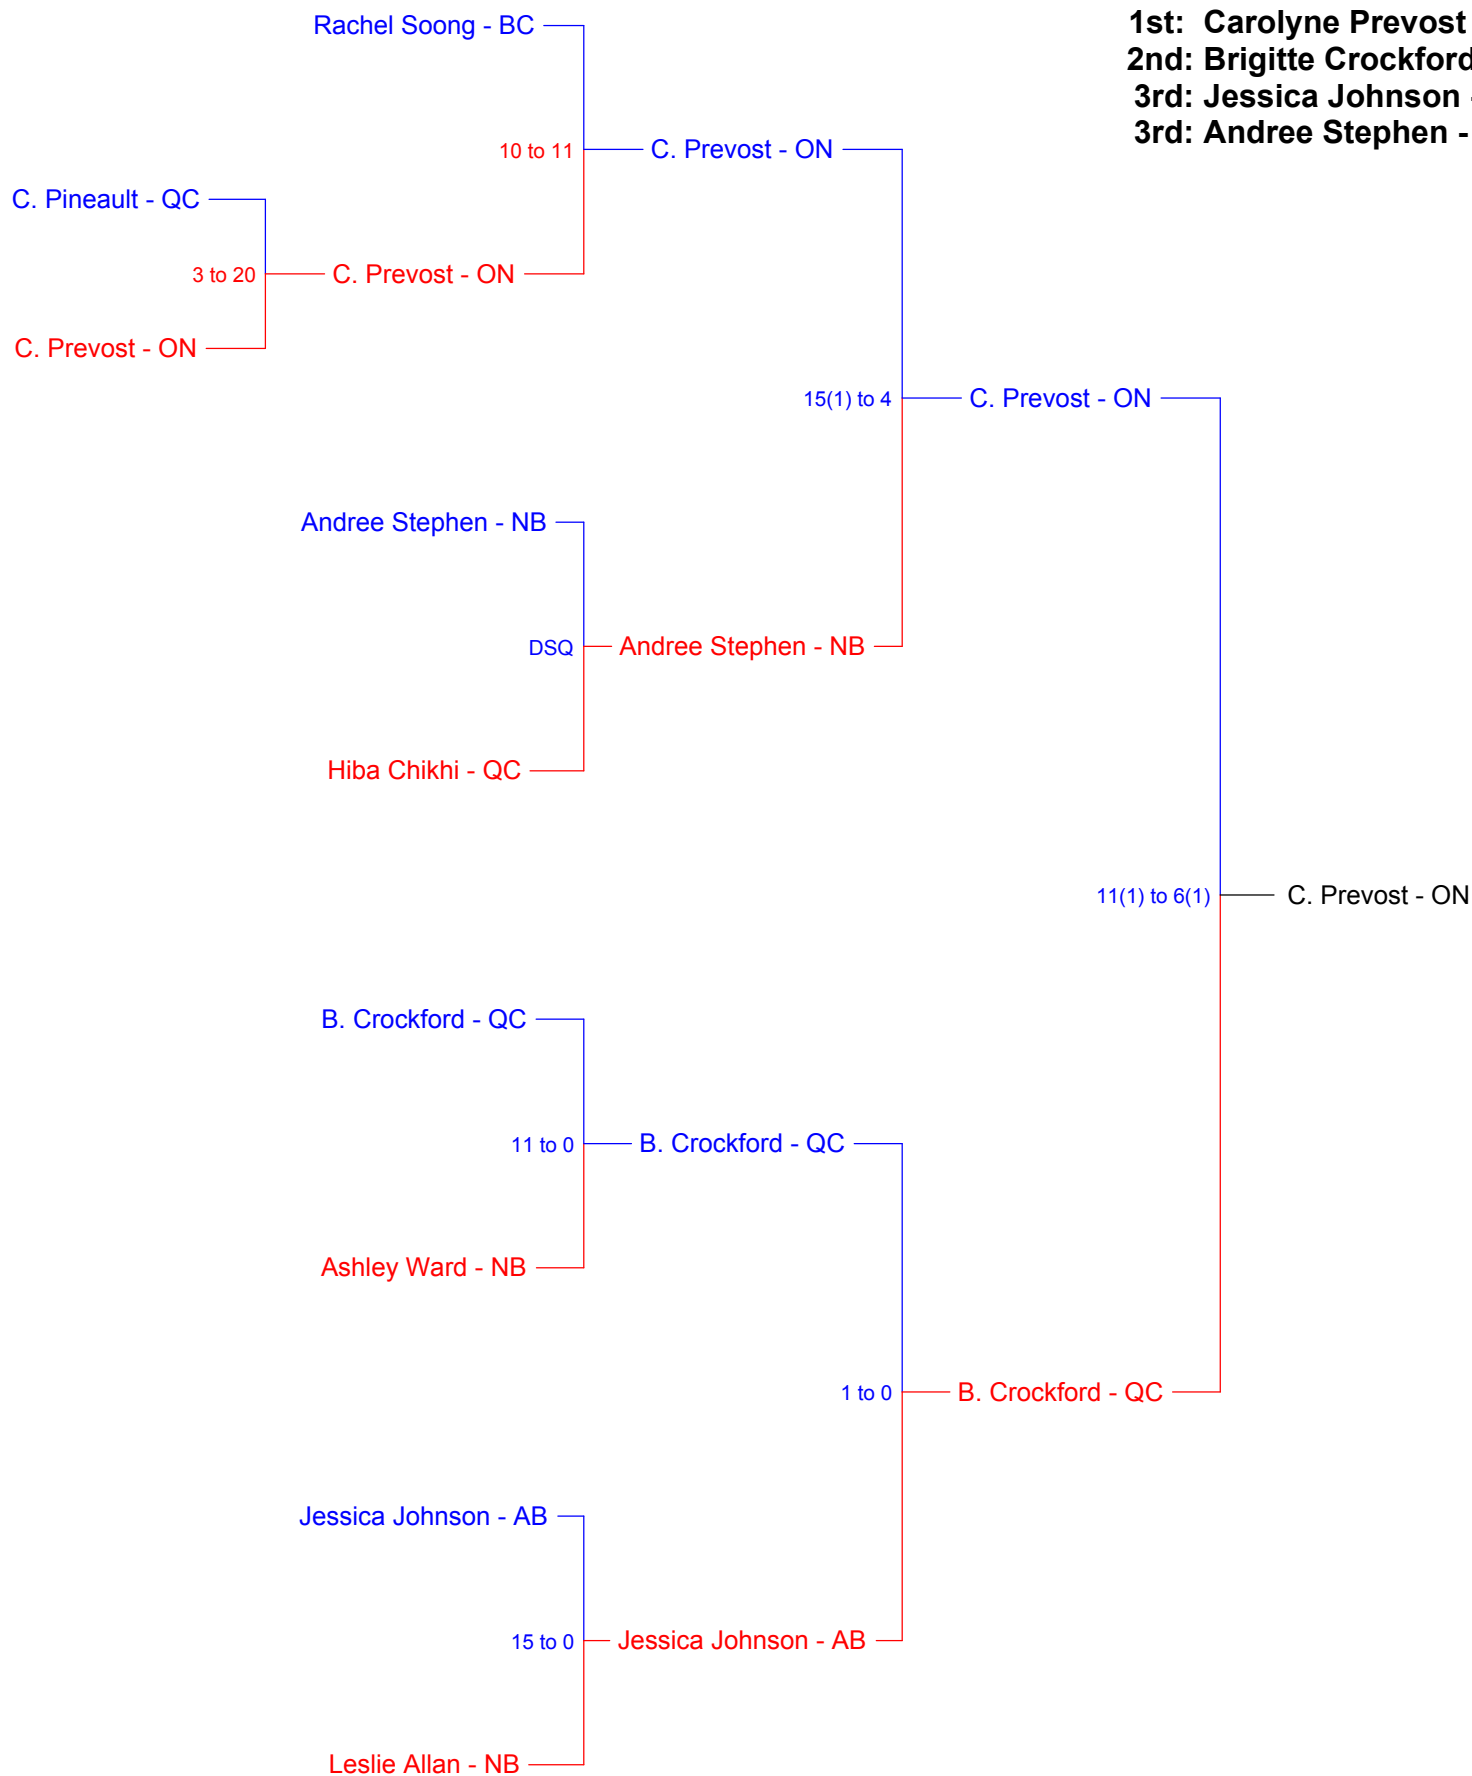 Rachel Soong - BC
1st: Carolyne Prevost
2nd: Brigitte Crockford
3rd: Jessica Johnson -
3rd: Andree Stephen -
10 to 11
C. Prevost - ON
C. Pineault - QC
3 to 20
C. Prevost - ON
C. Prevost - ON
15(1) to 4
C. Prevost - ON
Andree Stephen - NB
DSQ
Andree Stephen - NB
Hiba Chikhi - QC
11(1) to 6(1)
C. Prevost - ON
B. Crockford - QC
11 to 0
B. Crockford - QC
Ashley Ward - NB
1 to 0
B. Crockford - QC
Jessica Johnson - AB
15 to 0
Jessica Johnson - AB
Leslie Allan - NB